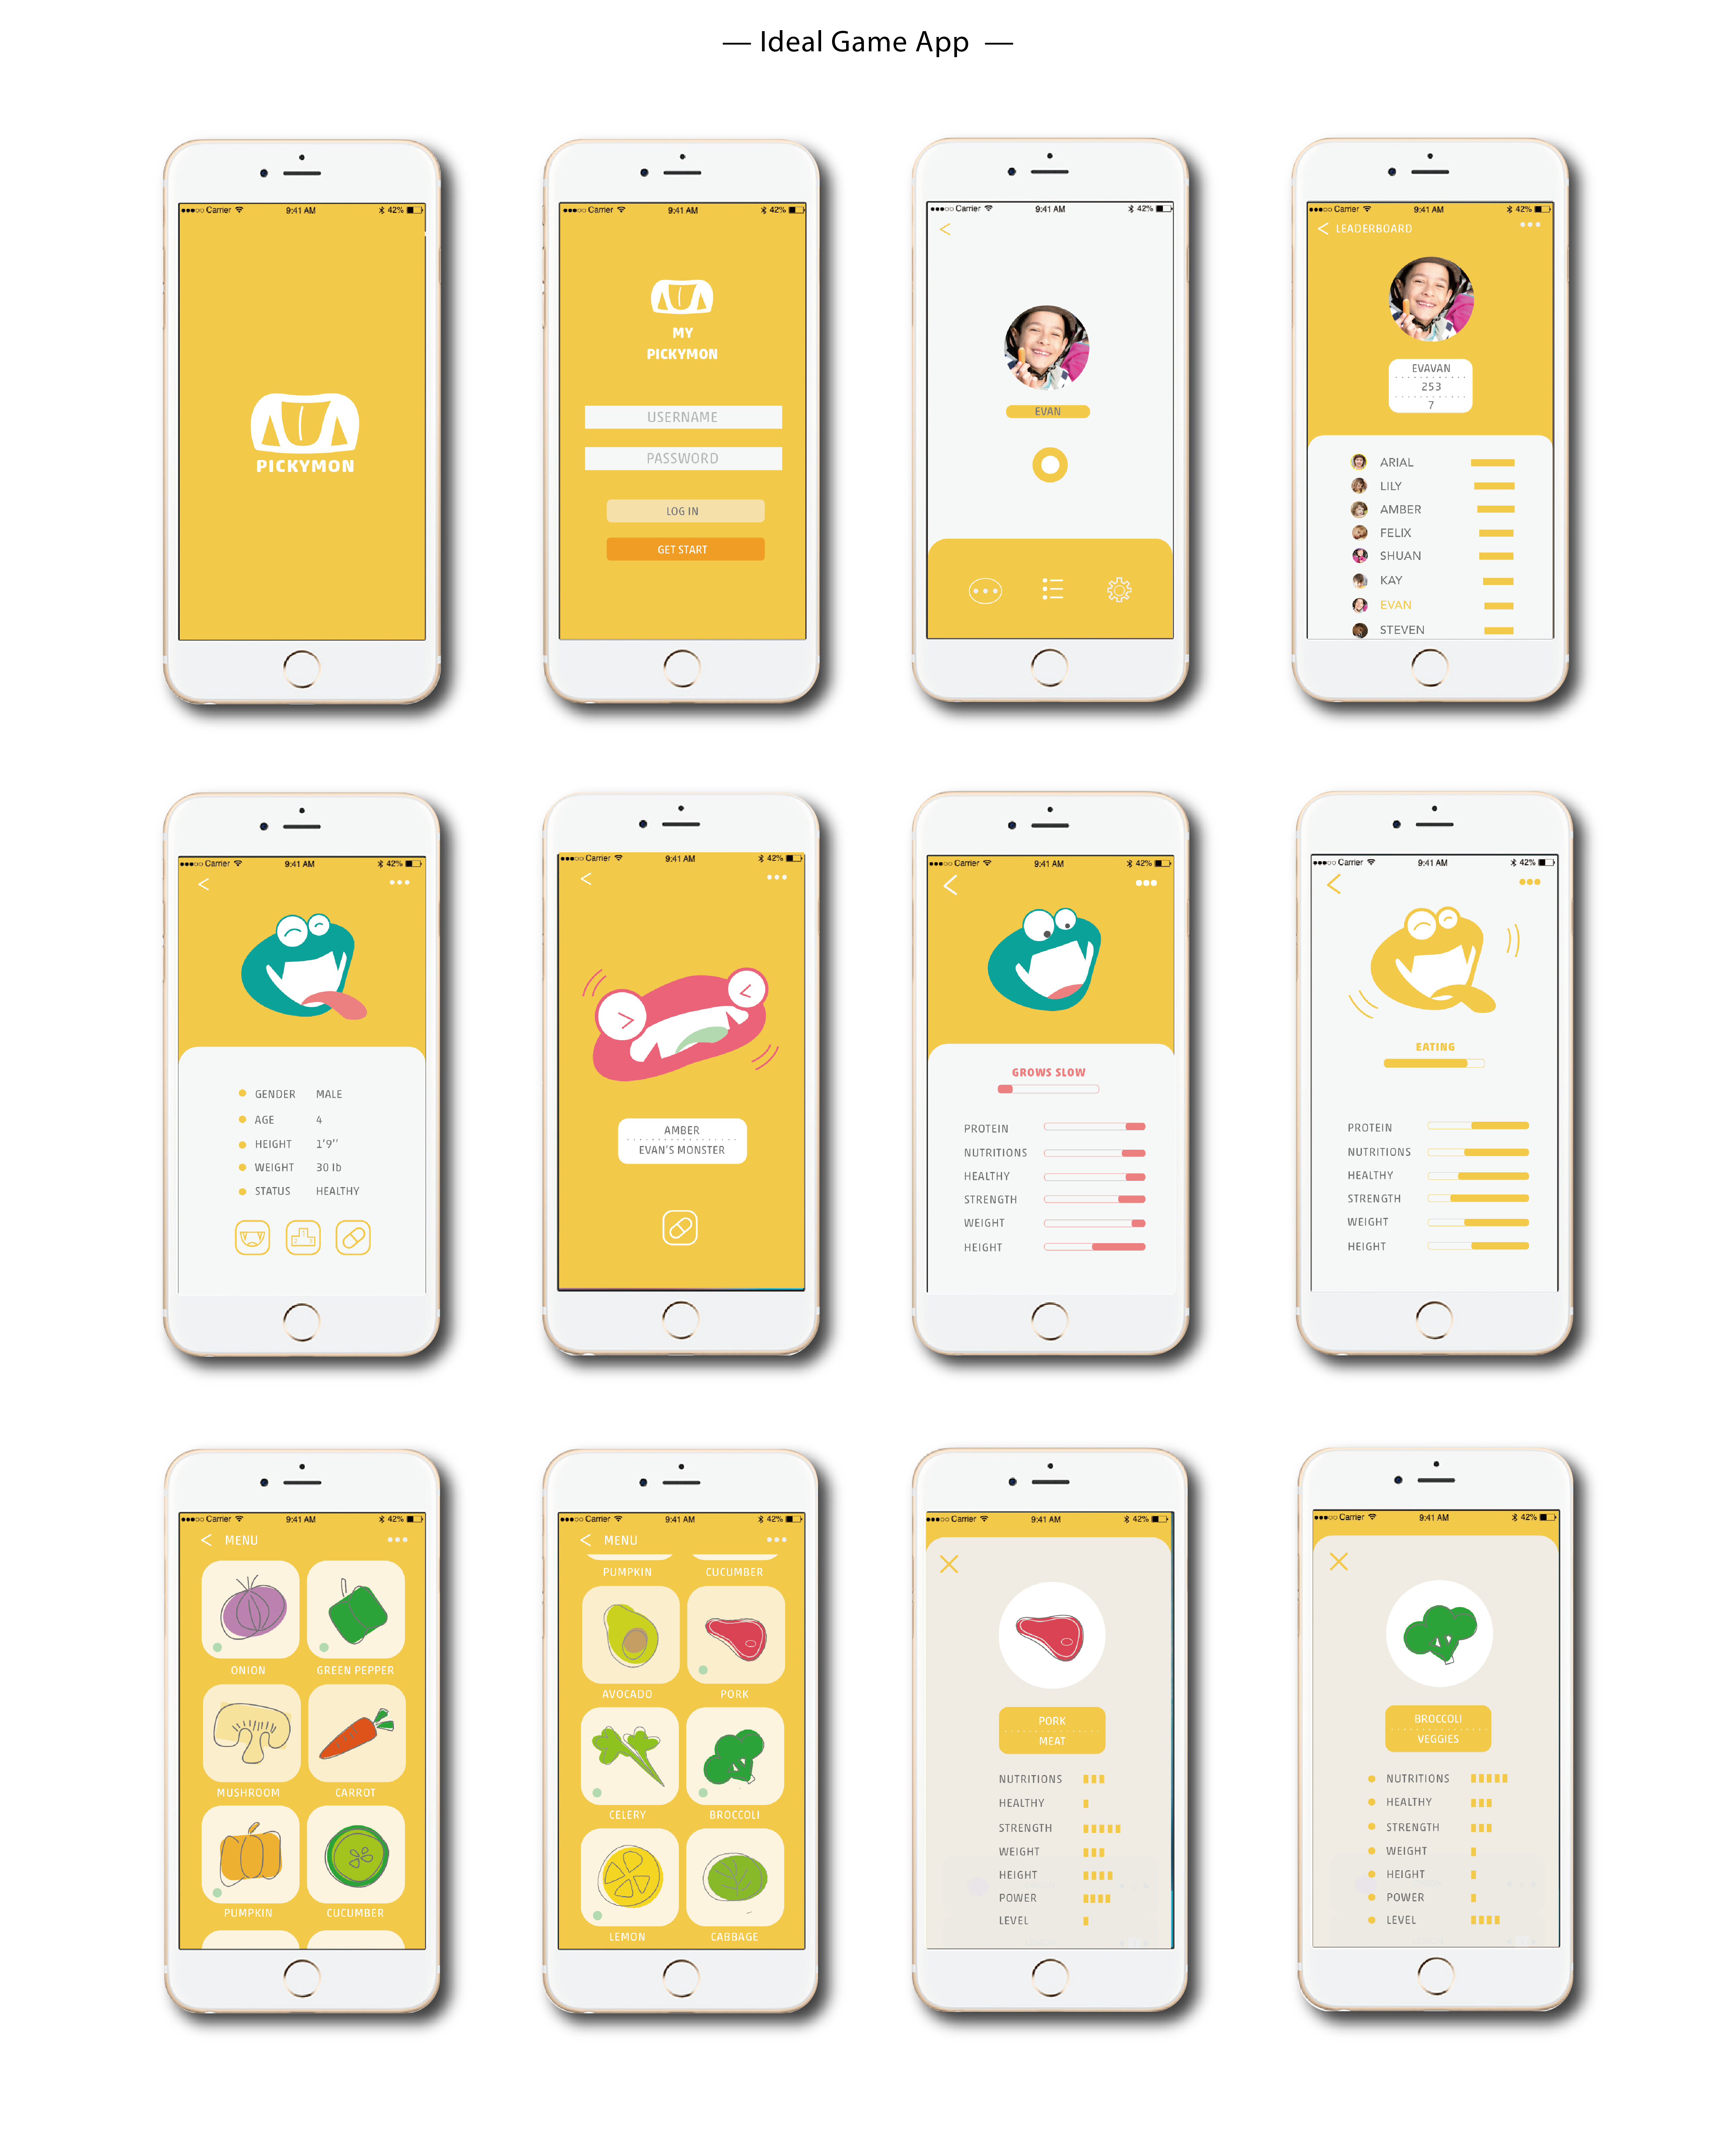 — Ideal Game App —
Carrier 9:41 AM 42%
PICKYMON
Carrier 9:41 AM 42%
MY
PICKYMON
USERNAME
PASSWORD
LOG IN
GET START
Carrier 9:41 AM 42%
<
EVAN
Carrier 9:41 AM 42%
< LEADERBOARD •••
EVAVAN
253
7
ARIAL
LILY
AMBER
FELIX
SHUAN
KAY
EVAN
STEVEN
Carrier 9:41 AM 42%
< •••
GENDER MALE
AGE 4
HEIGHT 1'9''
WEIGHT 30 lb
STATUS HEALTHY
1
2 3
Carrier 9:41 AM 42%
< •••
AMBER
EVAN'S MONSTER
Carrier 9:41 AM 42%
< •••
GROWS SLOW
PROTEIN
NUTRITIONS
HEALTHY
STRENGTH
WEIGHT
HEIGHT
Carrier 9:41 AM 42%
< •••
EATING
PROTEIN
NUTRITIONS
HEALTHY
STRENGTH
WEIGHT
HEIGHT
Carrier 9:41 AM 42%
< MENU •••
ONION GREEN PEPPER
MUSHROOM CARROT
PUMPKIN CUCUMBER
Carrier 9:41 AM 42%
< MENU •••
PUMPKIN CUCUMBER
AVOCADO PORK
CELERY BROCCOLI
LEMON CABBAGE
Carrier 9:41 AM 42%
PORK
MEAT
NUTRITIONS
HEALTHY
STRENGTH
WEIGHT
HEIGHT
POWER
LEVEL
Carrier 9:41 AM 42%
BROCCOLI
VEGGIES
NUTRITIONS
HEALTHY
STRENGTH
WEIGHT
HEIGHT
POWER
LEVEL